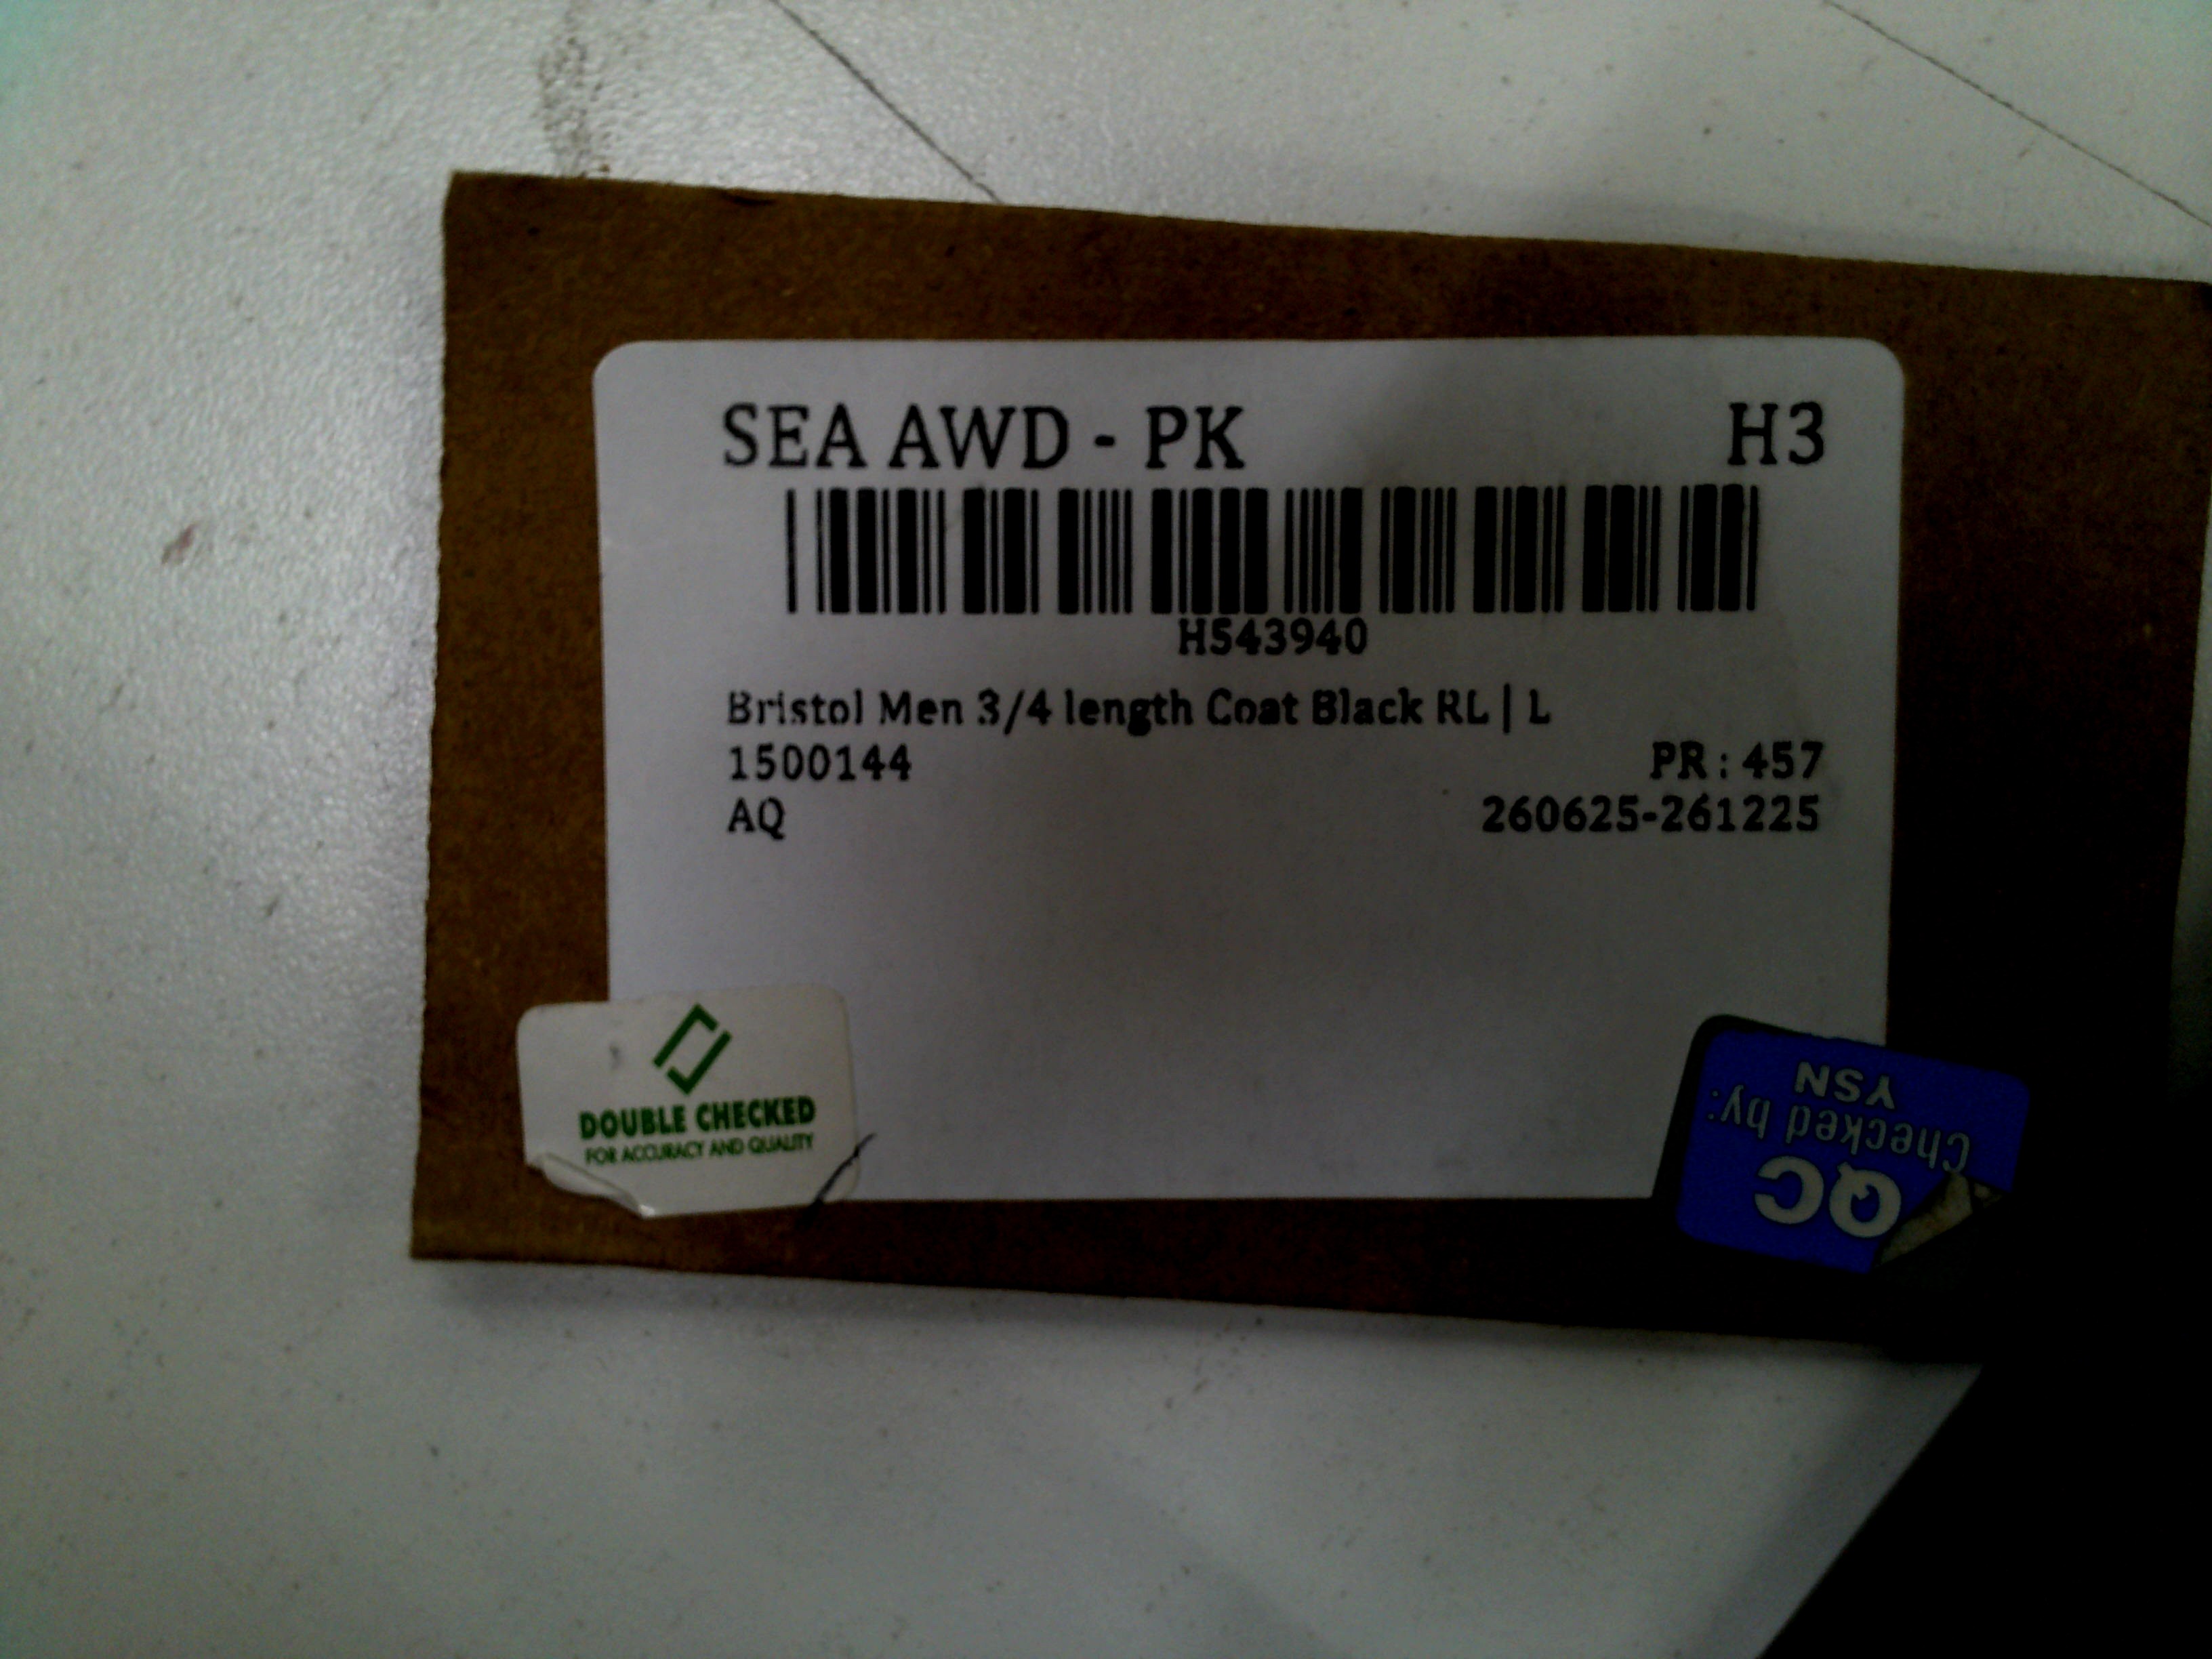 SEA AWD - PK H3
H543940
Bristol Men 3/4 length Coat Black RL | L
1500144 PR : 457
AQ 260625-261225
DOUBLE CHECKED
FOR ACCURACY AND QUALITY
QC
Checked by:
YSN